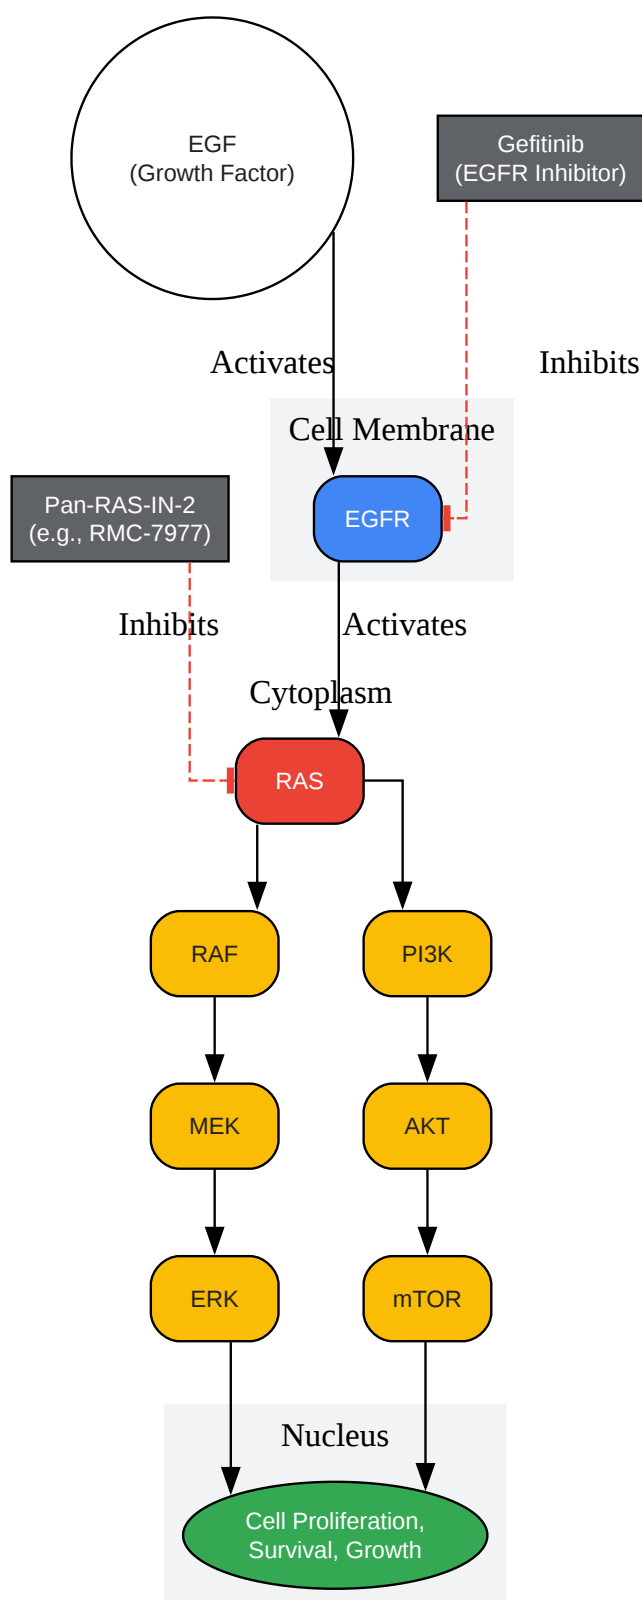 EGF
(Growth Factor)
Gefitinib
(EGFR Inhibitor)
Activates
Inhibits
Cell Membrane
Pan-RAS-IN-2
(e.g., RMC-7977)
EGFR
Inhibits
Activates
Cytoplasm
RAS
RAF
PI3K
MEK
AKT
ERK
mTOR
Nucleus
Cell Proliferation,
Survival, Growth